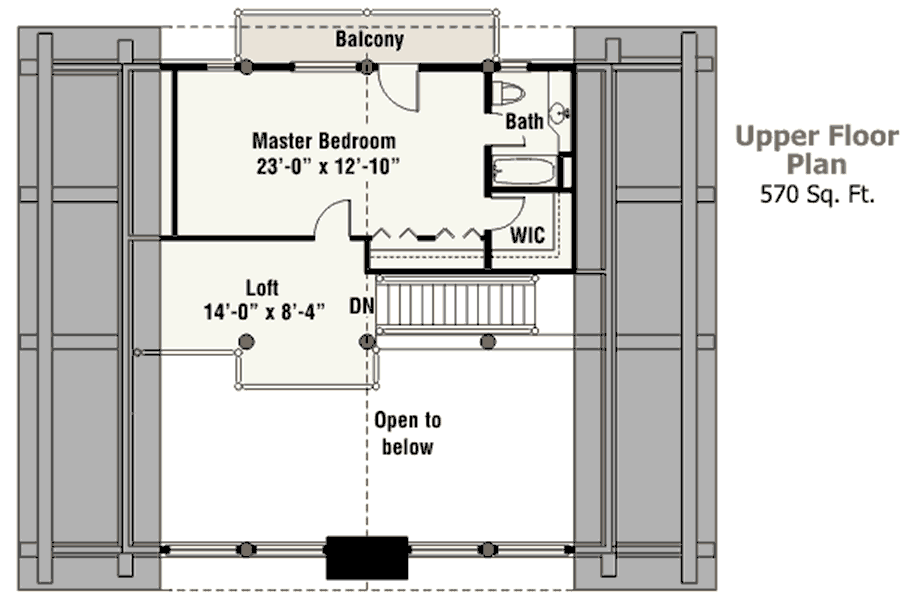 Balcony
Master Bedroom
23'-0" x 12'-10"
Bath
WIC
Loft
14'-0" x 8'-4"
DN
Open to
below
Upper Floor
Plan
570 Sq. Ft.